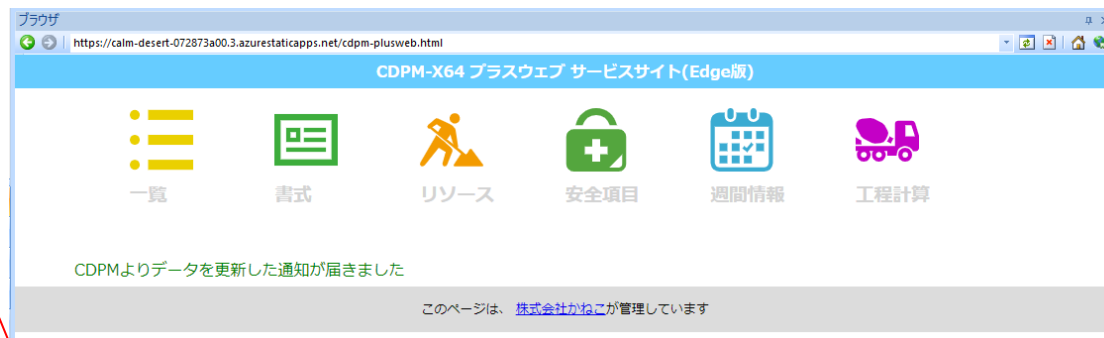 ブラウザ
https://calm-desert-072873a00.3.azurestaticapps.net/cdpm-plusweb.html
CDPM-X64 プラスウェブ サービスサイト(Edge版)
一覧 書式 リソース 安全項目 週間情報 工程計算
CDPMよりデータを更新した通知が届きました
このページは、 株式会社かねこが管理しています